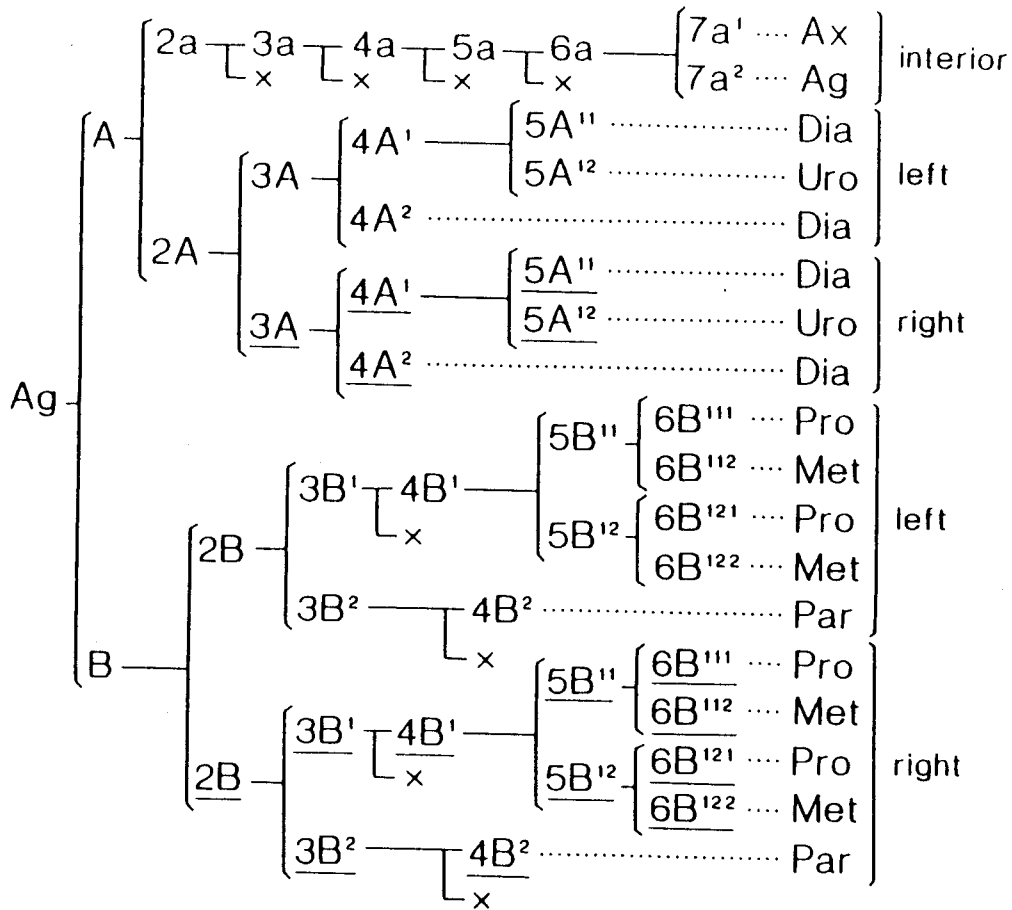 2a 3a 4a 5a 6a 7a¹ ···· Ax
× × × × 7a² ···· Ag interior
A 4A¹ 5A¹¹ ·················· Dia
3A 5A¹² ·················· Uro left
4A² ···································· Dia
2A 4A¹ 5A¹¹ ·················· Dia
3A 5A¹² ·················· Uro right
4A² ···································· Dia
Ag
5B¹¹ 6B¹¹¹ ···· Pro
3B¹ 4B¹ 6B¹¹² ···· Met
× 5B¹² 6B¹²¹ ···· Pro left
2B 6B¹²² ···· Met
3B² 4B² ························ Par
B ×
5B¹¹ 6B¹¹¹ ···· Pro
3B¹ 4B¹ 6B¹¹² ···· Met
× 5B¹² 6B¹²¹ ···· Pro right
2B 6B¹²² ···· Met
3B² 4B² ························ Par
×